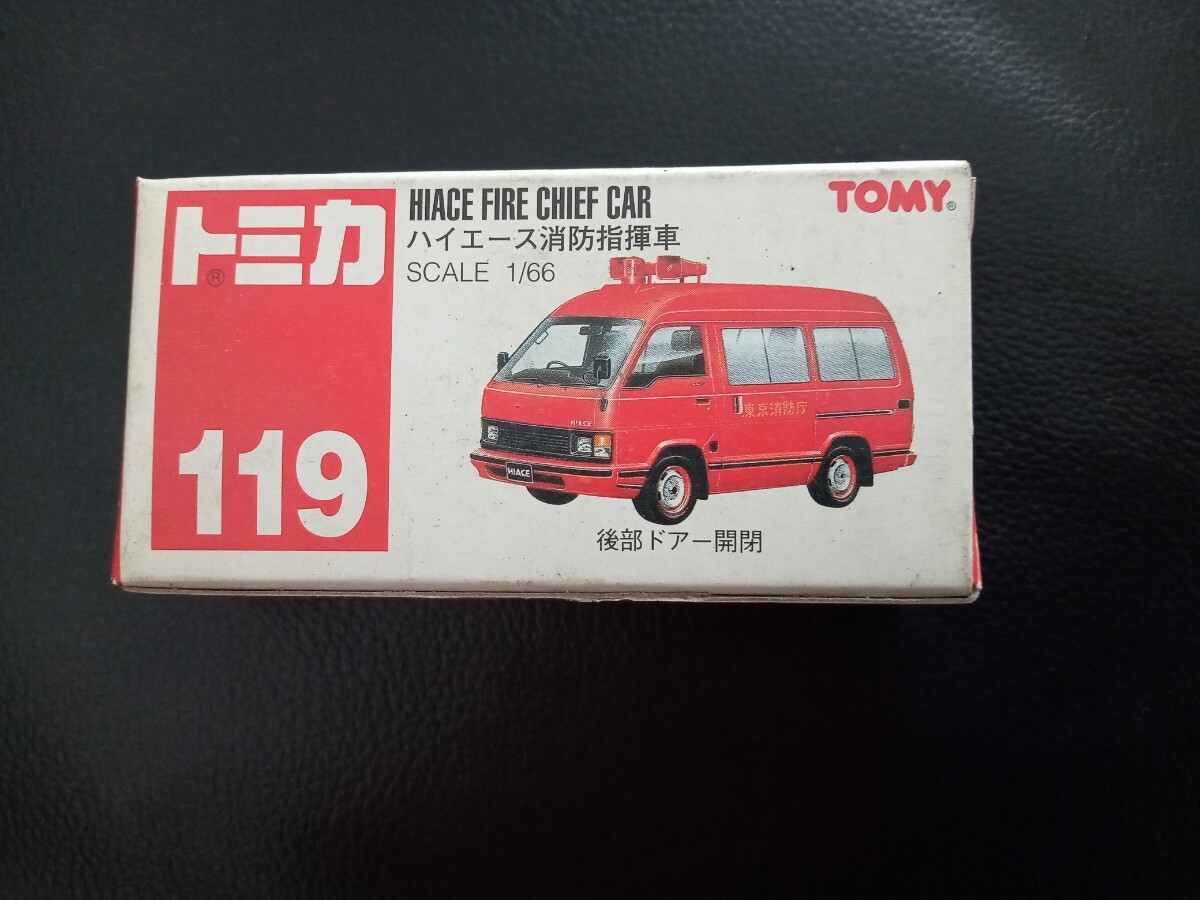 トミカ®
119
HIACE FIRE CHIEF CAR
ハイエース消防指揮車
SCALE 1/66
TOMY®
HIACE
東京消防庁
HIACE
後部ドアー開閉